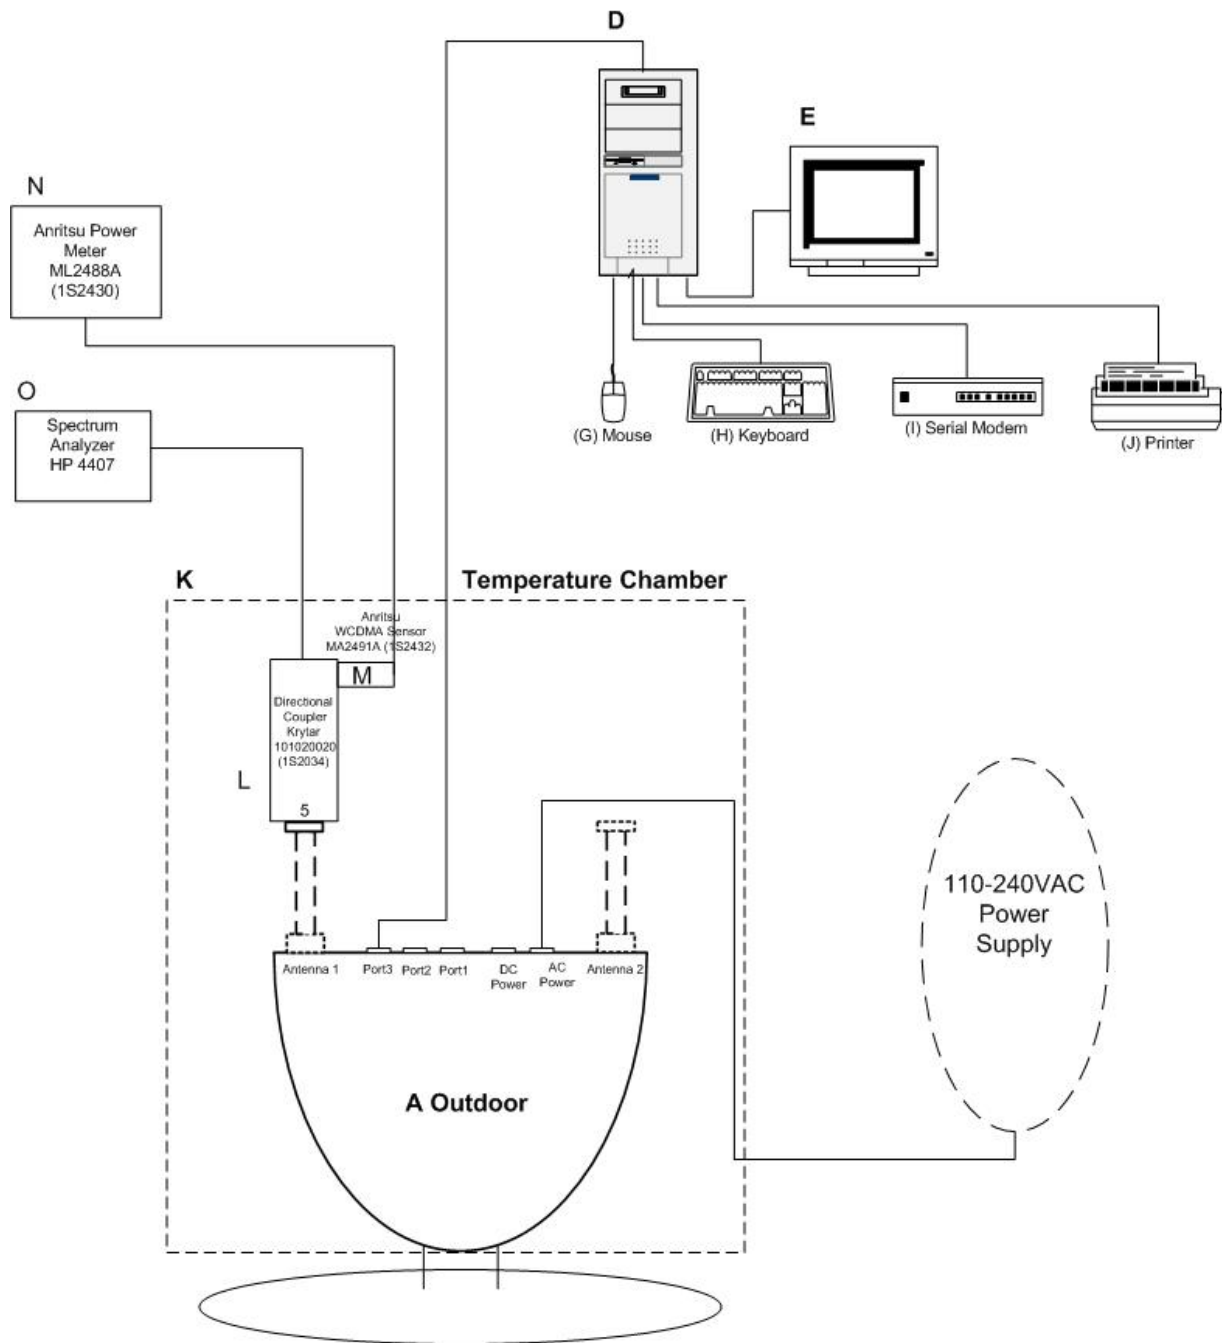 D
E
N
Anritsu Power
Meter
ML2488A
(1S2430)
O
Spectrum
Analyzer
HP 4407
(G) Mouse
(H) Keyboard
(I) Serial Modem
(J) Printer
K
Temperature Chamber
Anritsu
WCDMA Sensor
MA2491A (1S2432)
M
Directional
Coupler
Krytar
101020020
(1S2034)
L
5
110-240VAC
Power
Supply
Antenna 1
Port3
Port2
Port1
DC
Power
AC
Power
Antenna 2
A Outdoor